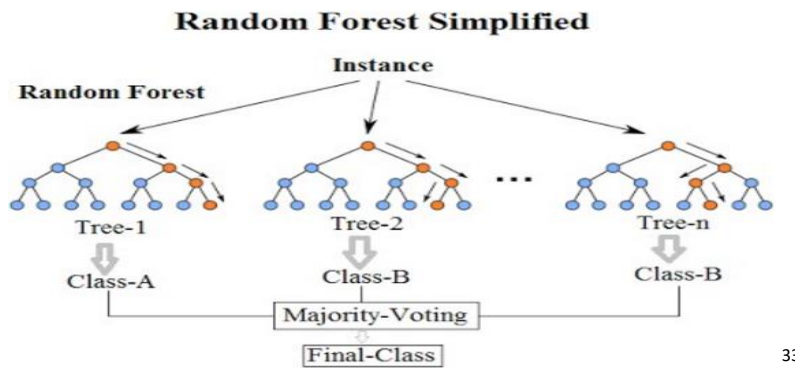 Random Forest Simplified
Instance
Random Forest
...
Tree-1 Tree-2 Tree-n
Class-A Class-B Class-B
Majority-Voting
Final-Class
33